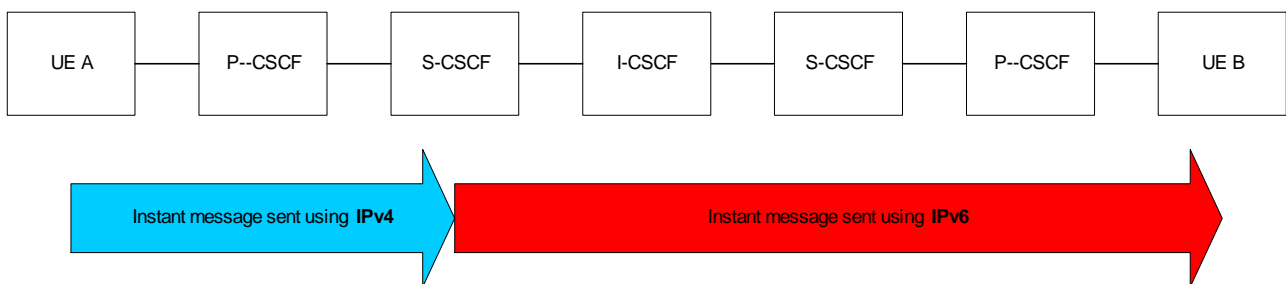 UE A
P--CSCF
S-CSCF
I-CSCF
S-CSCF
P--CSCF
UE B
Instant message sent using IPv4
Instant message sent using IPv6